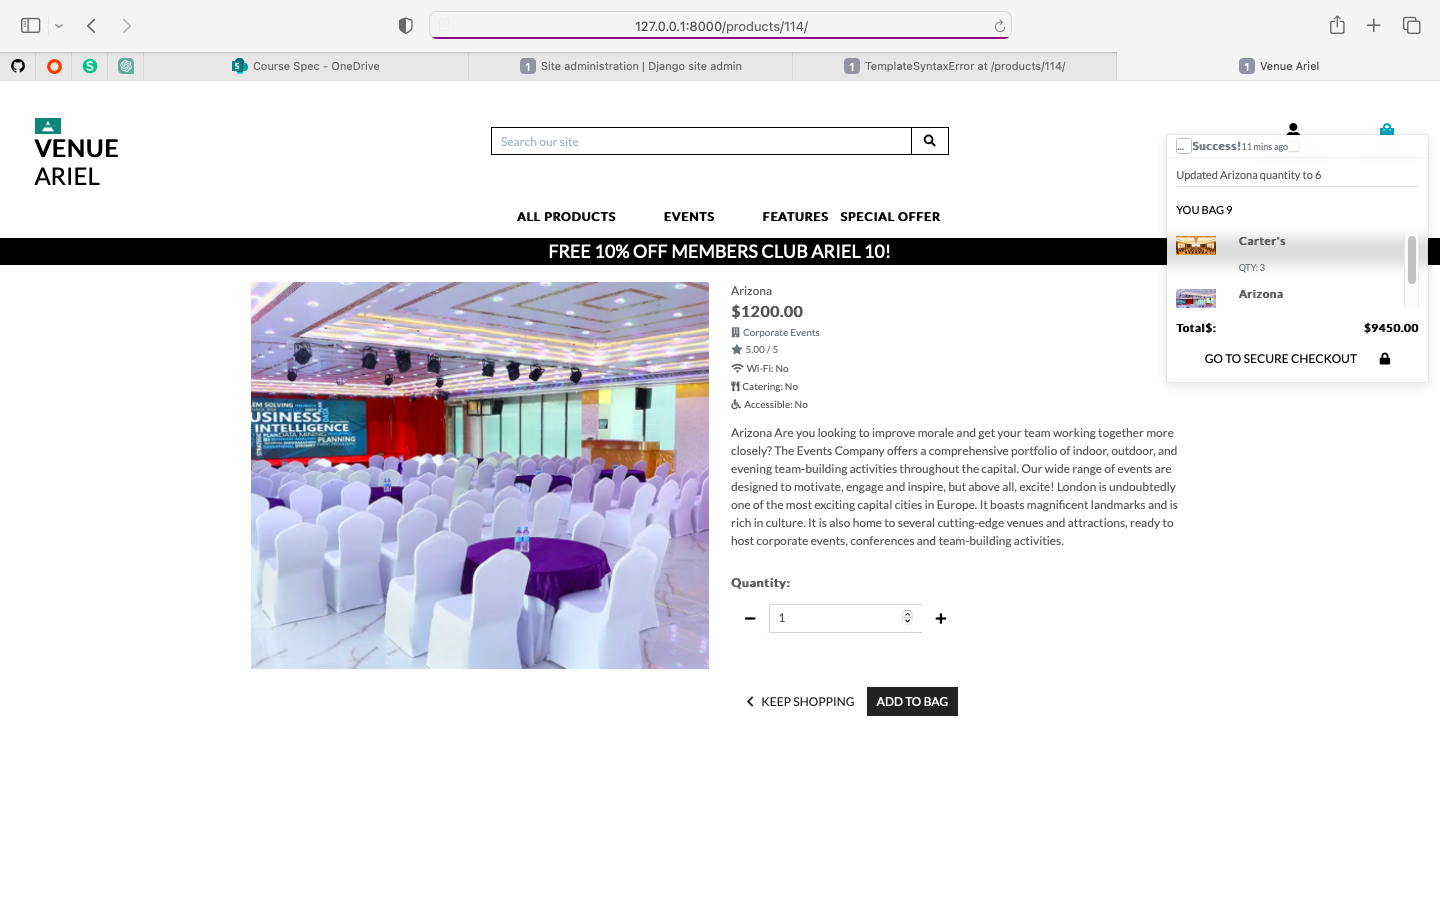 127.0.0.1:8000/products/114/
Course Spec - OneDrive
1 Site administration | Django site admin
1 TemplateSyntaxError at /products/114/
1 Venue Ariel
VENUE
ARIEL
Search our site
ALL PRODUCTS EVENTS FEATURES SPECIAL OFFER
FREE 10% OFF MEMBERS CLUB ARIEL 10!
... Success! 11 mins ago
Updated Arizona quantity to 6
YOU BAG 9
Carter's
QTY: 3
Arizona
Total$: $9450.00
GO TO SECURE CHECKOUT
Arizona
$1200.00
Corporate Events
5.00 / 5
Wi-Fi: No
Catering: No
Accessible: No
Arizona Are you looking to improve morale and get your team working together more
closely? The Events Company offers a comprehensive portfolio of indoor, outdoor, and
evening team-building activities throughout the capital. Our wide range of events are
designed to motivate, engage and inspire, but above all, excite! London is undoubtedly
one of the most exciting capital cities in Europe. It boasts magnificent landmarks and is
rich in culture. It is also home to several cutting-edge venues and attractions, ready to
host corporate events, conferences and team-building activities.
Quantity:
1
KEEP SHOPPING ADD TO BAG
EM SOLVING
USINESS
INTELLIGENCE
DATA MINING
PLANNING